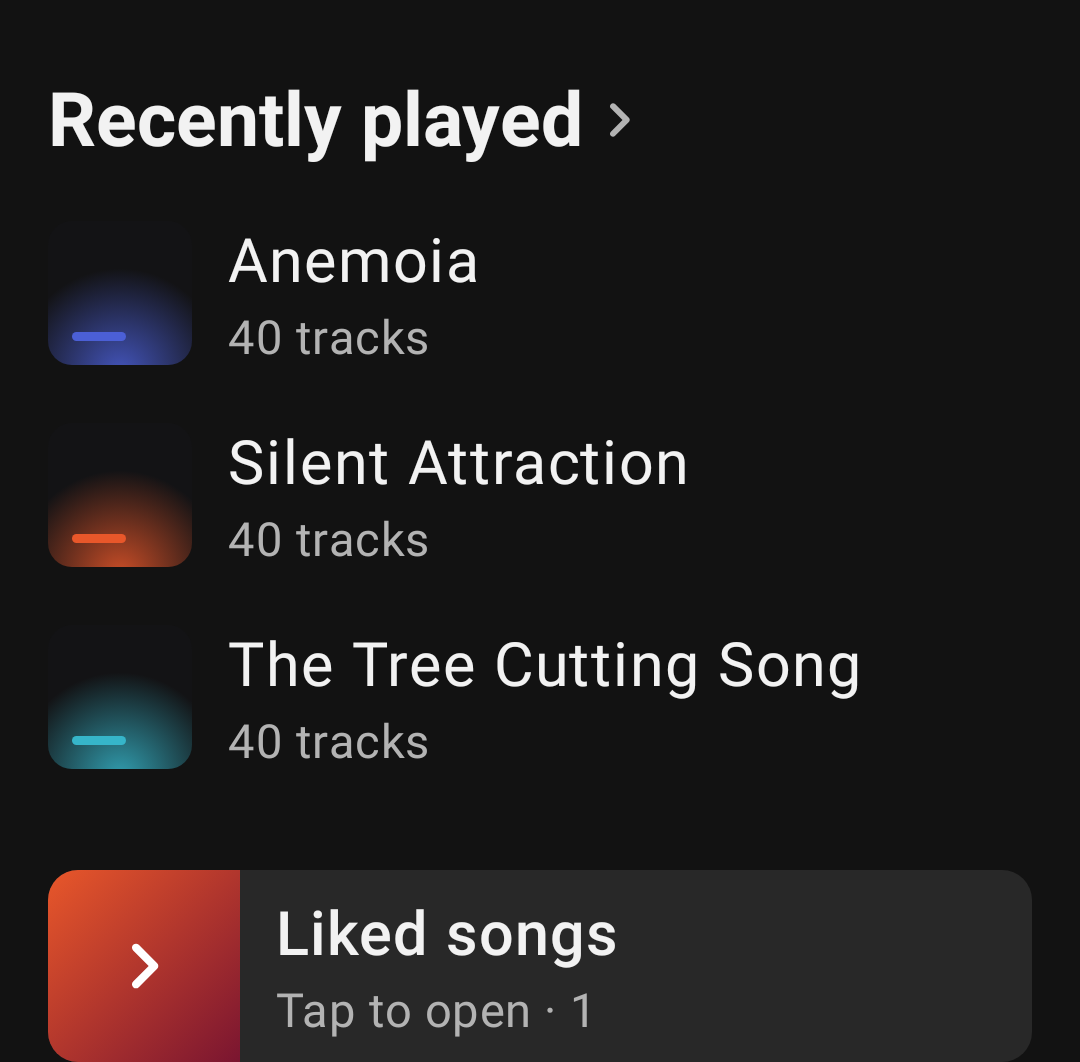 Recently played
Anemoia
40 tracks
Silent Attraction
40 tracks
The Tree Cutting Song
40 tracks
Liked songs
Tap to open · 1